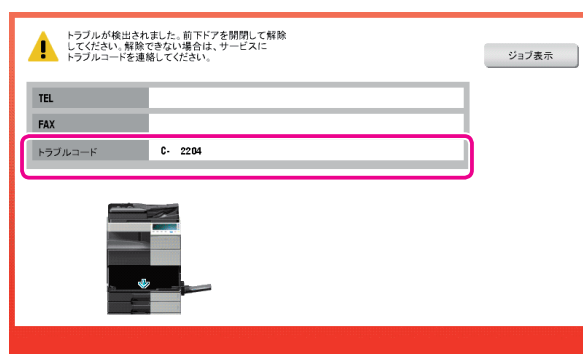 トラブルが検出されました。前下ドアを開閉して解除
してください。解除できない場合は、サービスに
トラブルコードを連絡してください。
ジョブ表示
TEL
FAX
トラブルコード C- 2204